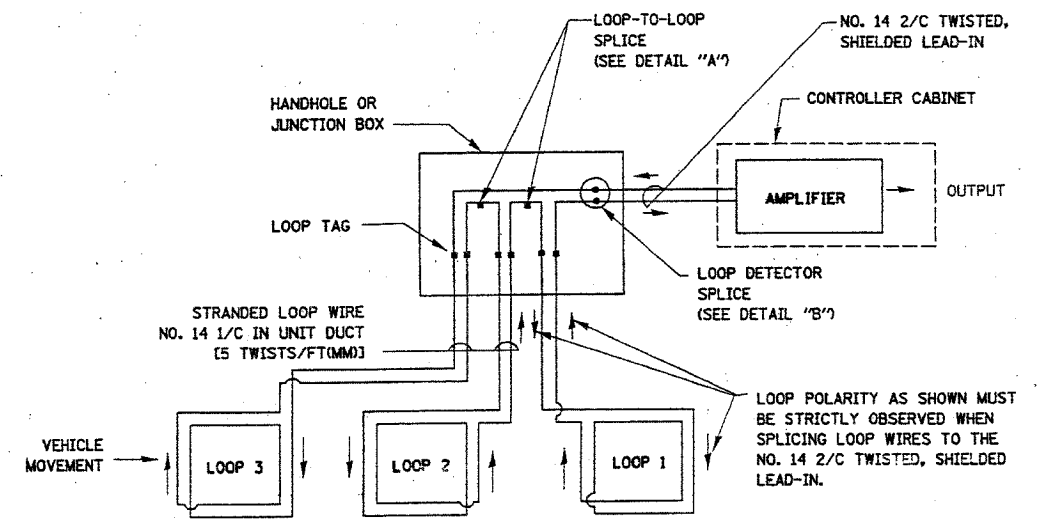 LOOP-TO-LOOP
SPLICE
(SEE DETAIL "A")
NO. 14 2/C TWISTED,
SHIELDED LEAD-IN
HANDHOLE OR
JUNCTION BOX
CONTROLLER CABINET
AMPLIFIER
OUTPUT
LOOP TAG
LOOP DETECTOR
SPLICE
(SEE DETAIL "B")
STRANDED LOOP WIRE
NO. 14 1/C IN UNIT DUCT
[5 TWISTS/FT(MM)]
LOOP POLARITY AS SHOWN MUST
BE STRICTLY OBSERVED WHEN
SPLICING LOOP WIRES TO THE
NO. 14 2/C TWISTED, SHIELDED
LEAD-IN.
VEHICLE
MOVEMENT
LOOP 3
LOOP 2
LOOP 1